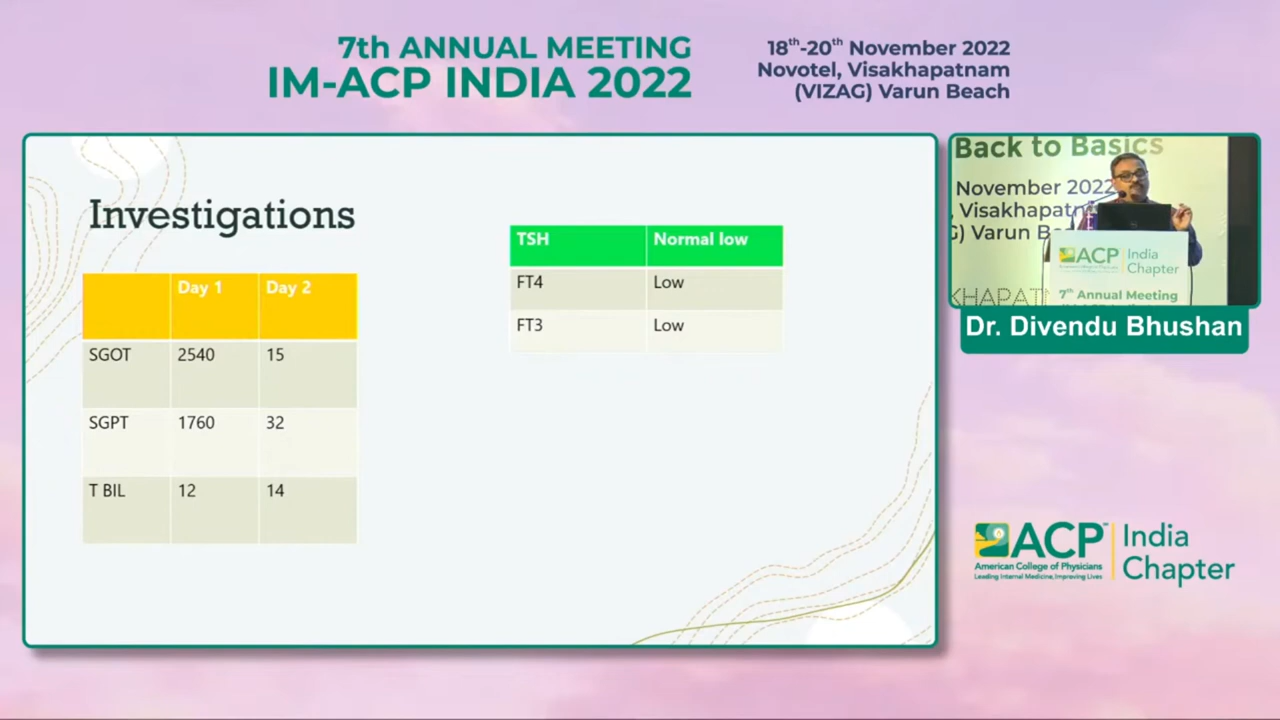 7th ANNUAL MEETING
IM-ACP INDIA 2022
18th-20th November 2022
Novotel, Visakhapatnam
(VIZAG) Varun Beach
Investigations
Day 1 Day 2
SGOT 2540 15
SGPT 1760 32
T BIL 12 14
TSH Normal low
FT4 Low
FT3 Low
Back to Basics
November 2022
Visakhapatn
G) Varun B
ACP India
Chapter
7th Annual Meeting
KHAPATN
Dr. Divendu Bhushan
ACP India
American College of Physicians
Leading Internal Medicine, Improving Lives
Chapter